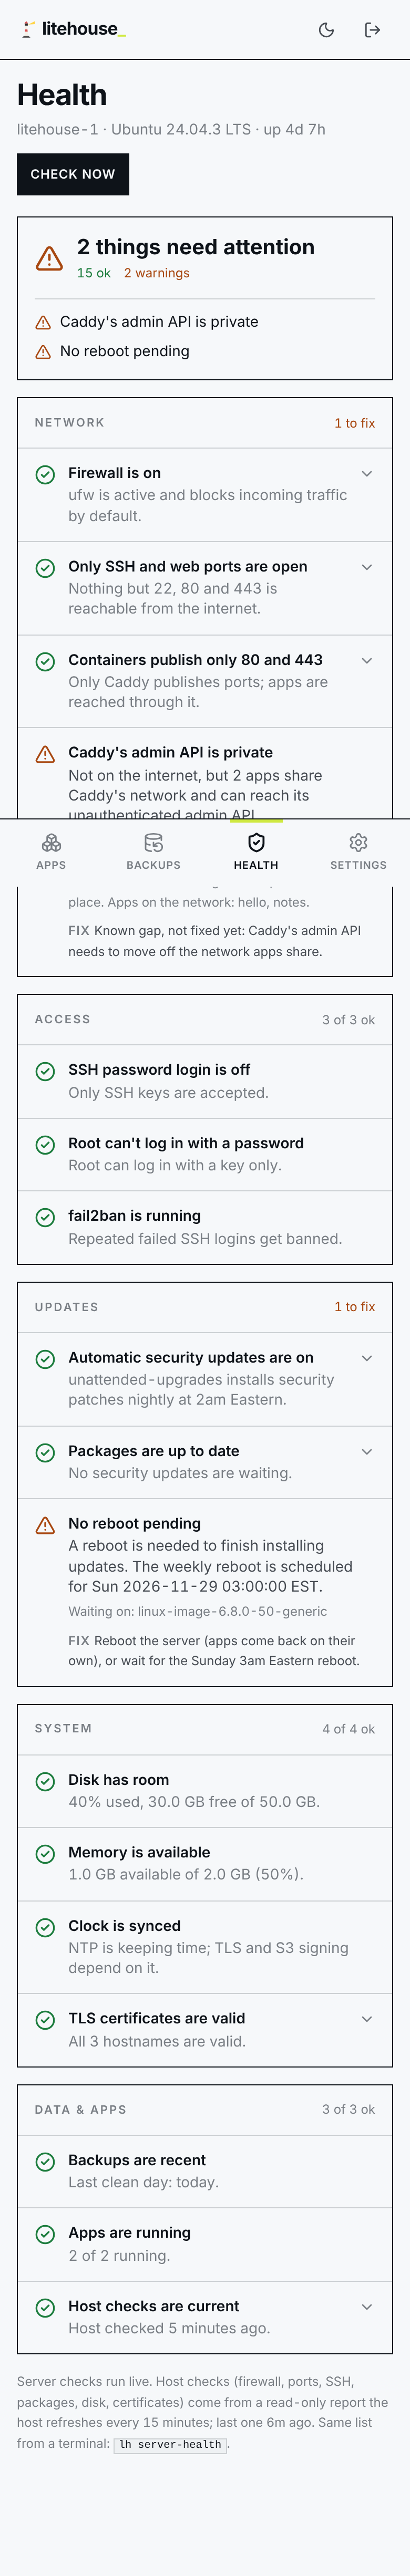 litehouse_
Health
litehouse-1 · Ubuntu 24.04.3 LTS · up 4d 7h
CHECK NOW
2 things need attention
15 ok 2 warnings
Caddy's admin API is private
No reboot pending
NETWORK 1 to fix
Firewall is on
ufw is active and blocks incoming traffic
by default.
Only SSH and web ports are open
Nothing but 22, 80 and 443 is
reachable from the internet.
Containers publish only 80 and 443
Only Caddy publishes ports; apps are
reached through it.
Caddy's admin API is private
Not on the internet, but 2 apps share
Caddy's network and can reach its
unauthenticated admin API
APPS BACKUPS HEALTH SETTINGS
place. Apps on the network: hello, notes.
FIX Known gap, not fixed yet: Caddy's admin API
needs to move off the network apps share.
ACCESS 3 of 3 ok
SSH password login is off
Only SSH keys are accepted.
Root can't log in with a password
Root can log in with a key only.
fail2ban is running
Repeated failed SSH logins get banned.
UPDATES 1 to fix
Automatic security updates are on
unattended-upgrades installs security
patches nightly at 2am Eastern.
Packages are up to date
No security updates are waiting.
No reboot pending
A reboot is needed to finish installing
updates. The weekly reboot is scheduled
for Sun 2026-11-29 03:00:00 EST.
Waiting on: linux-image-6.8.0-50-generic
FIX Reboot the server (apps come back on their
own), or wait for the Sunday 3am Eastern reboot.
SYSTEM 4 of 4 ok
Disk has room
40% used, 30.0 GB free of 50.0 GB.
Memory is available
1.0 GB available of 2.0 GB (50%).
Clock is synced
NTP is keeping time; TLS and S3 signing
depend on it.
TLS certificates are valid
All 3 hostnames are valid.
DATA & APPS 3 of 3 ok
Backups are recent
Last clean day: today.
Apps are running
2 of 2 running.
Host checks are current
Host checked 5 minutes ago.
Server checks run live. Host checks (firewall, ports, SSH,
packages, disk, certificates) come from a read-only report the
host refreshes every 15 minutes; last one 6m ago. Same list
from a terminal: lh server-health.